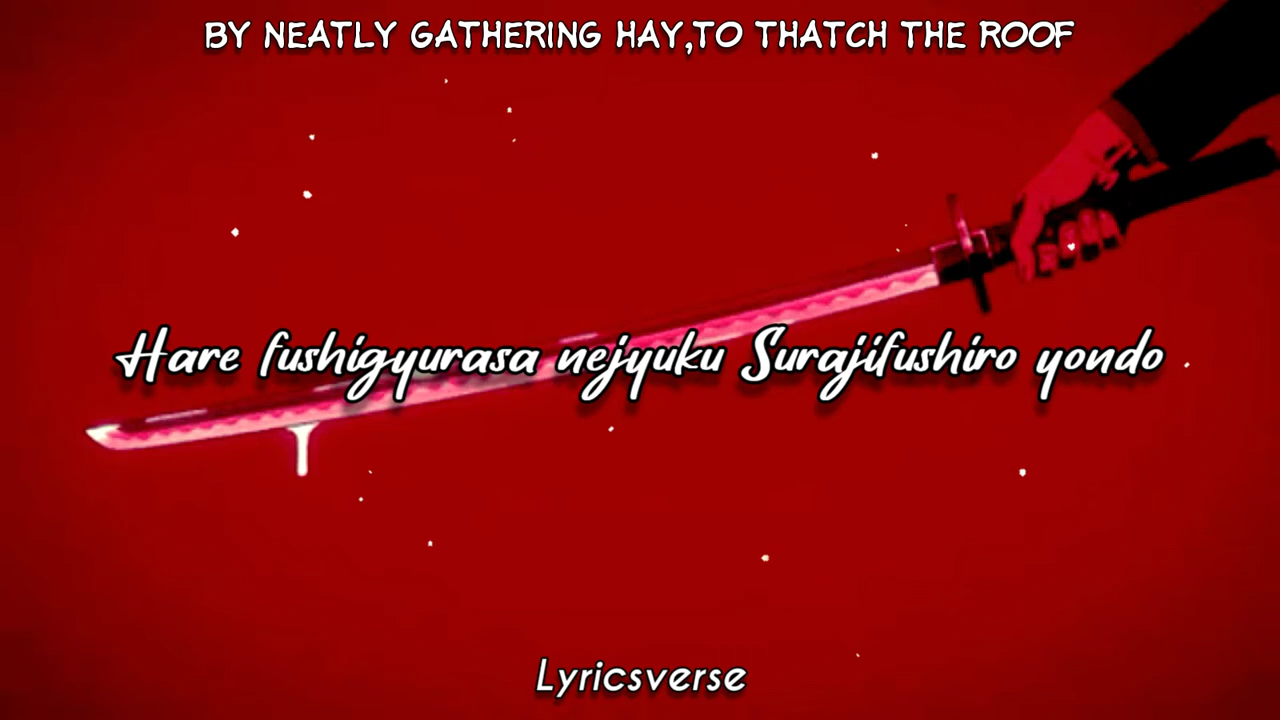 BY NEATLY GATHERING HAY,TO THATCH THE ROOF
Hare fushigyurasa nejyuku Surajifushiro yondo
Lyricsverse